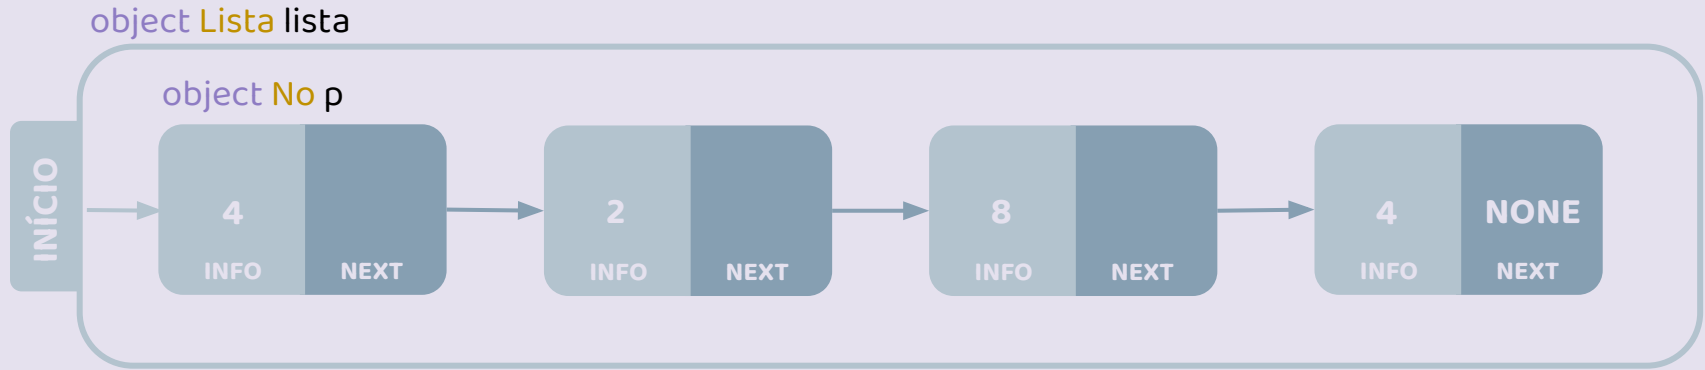 object Lista lista
object No p
INÍCIO
4
2
8
4 NONE
INFO NEXT INFO NEXT INFO NEXT INFO NEXT